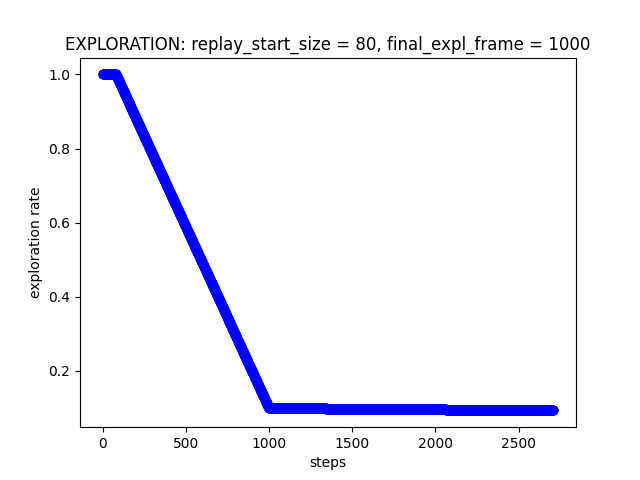 EXPLORATION: replay_start_size = 80, final_expl_frame = 1000
1.0
0.8
0.6
0.4
0.2
exploration rate
0 500 1000 1500 2000 2500
steps